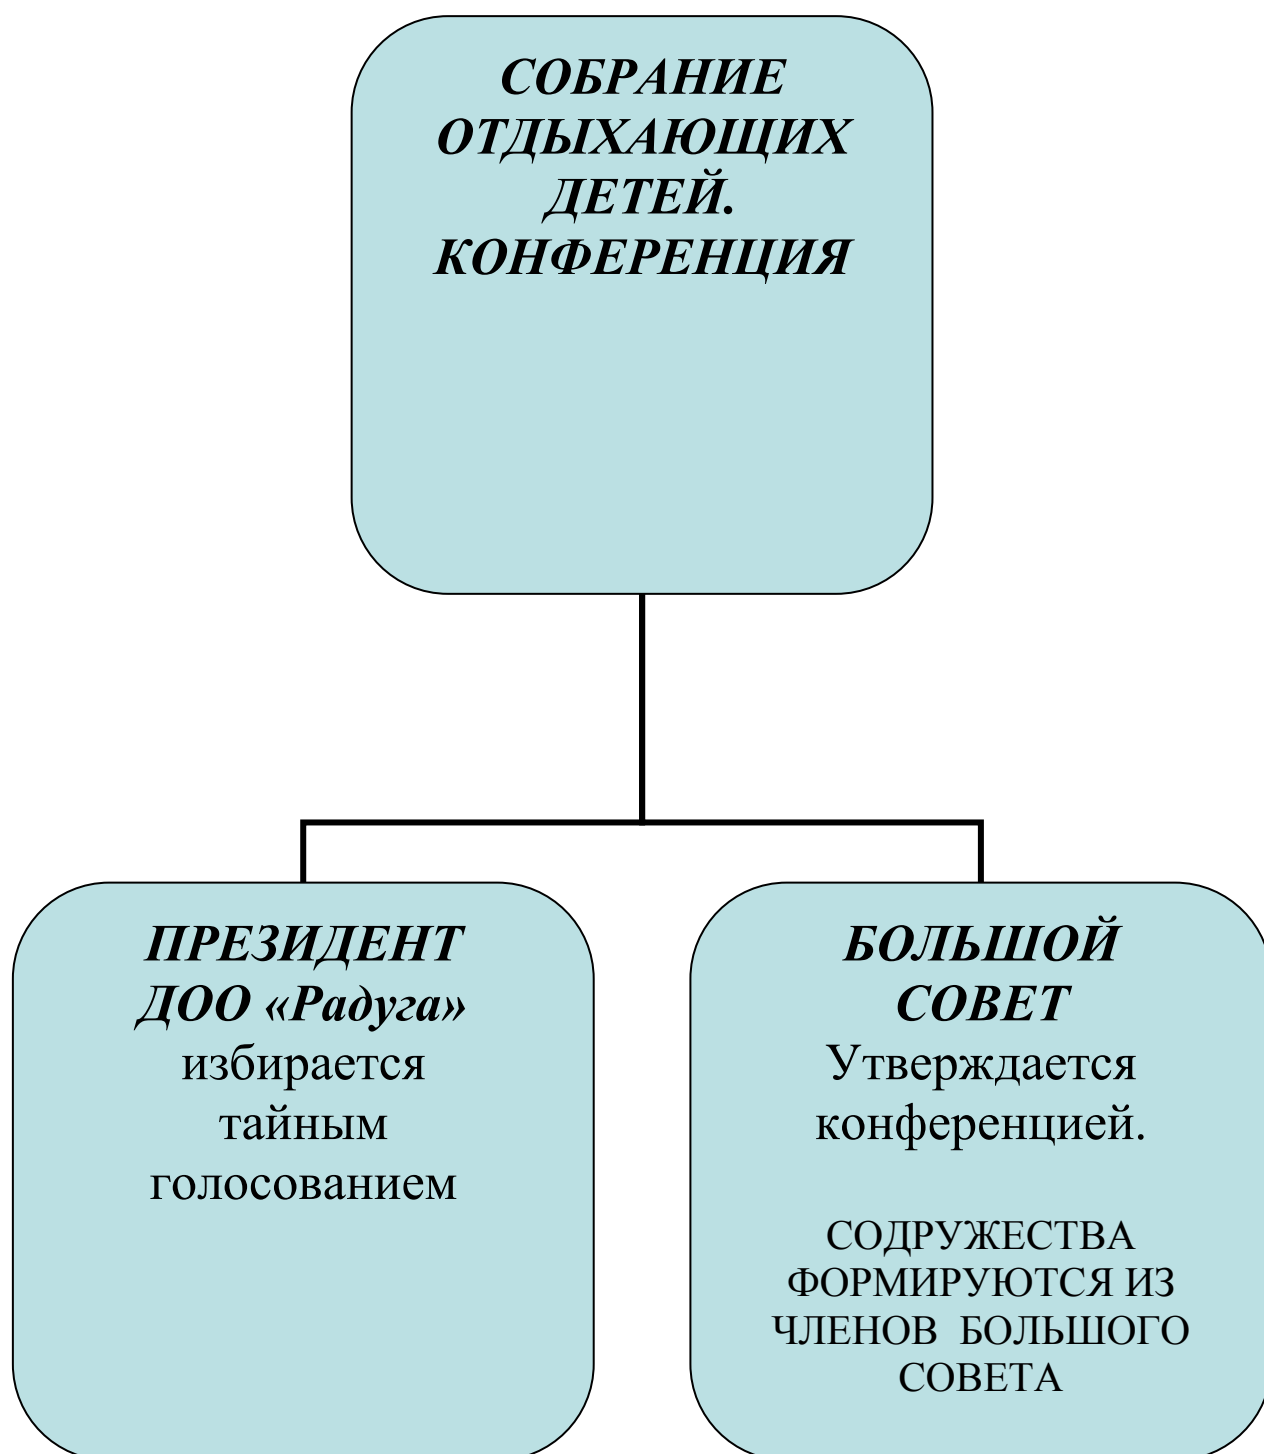 СОБРАНИЕ
ОТДЫХАЮЩИХ
ДЕТЕЙ.
КОНФЕРЕНЦИЯ
ПРЕЗИДЕНТ
ДОО «Радуга»
избирается
тайным
голосованием
БОЛЬШОЙ
СОВЕТ
Утверждается
конференцией.
СОДРУЖЕСТВА
ФОРМИРУЮТСЯ ИЗ
ЧЛЕНОВ БОЛЬШОГО
СОВЕТА